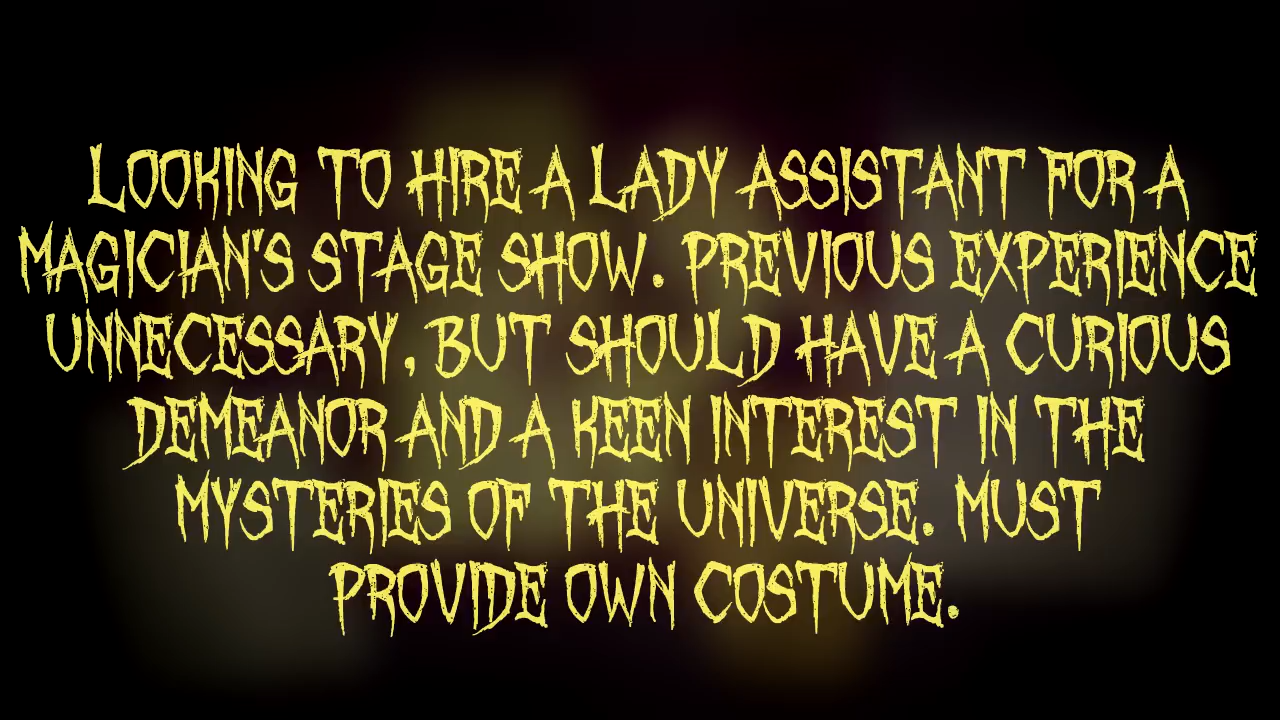 LOOKING TO HIRE A LADY ASSISTANT FOR A
MAGICIAN'S STAGE SHOW. PREVIOUS EXPERIENCE
UNNECESSARY, BUT SHOULD HAVE A CURIOUS
DEMEANOR AND A KEEN INTEREST IN THE
MYSTERIES OF THE UNIVERSE. MUST
PROVIDE OWN COSTUME.